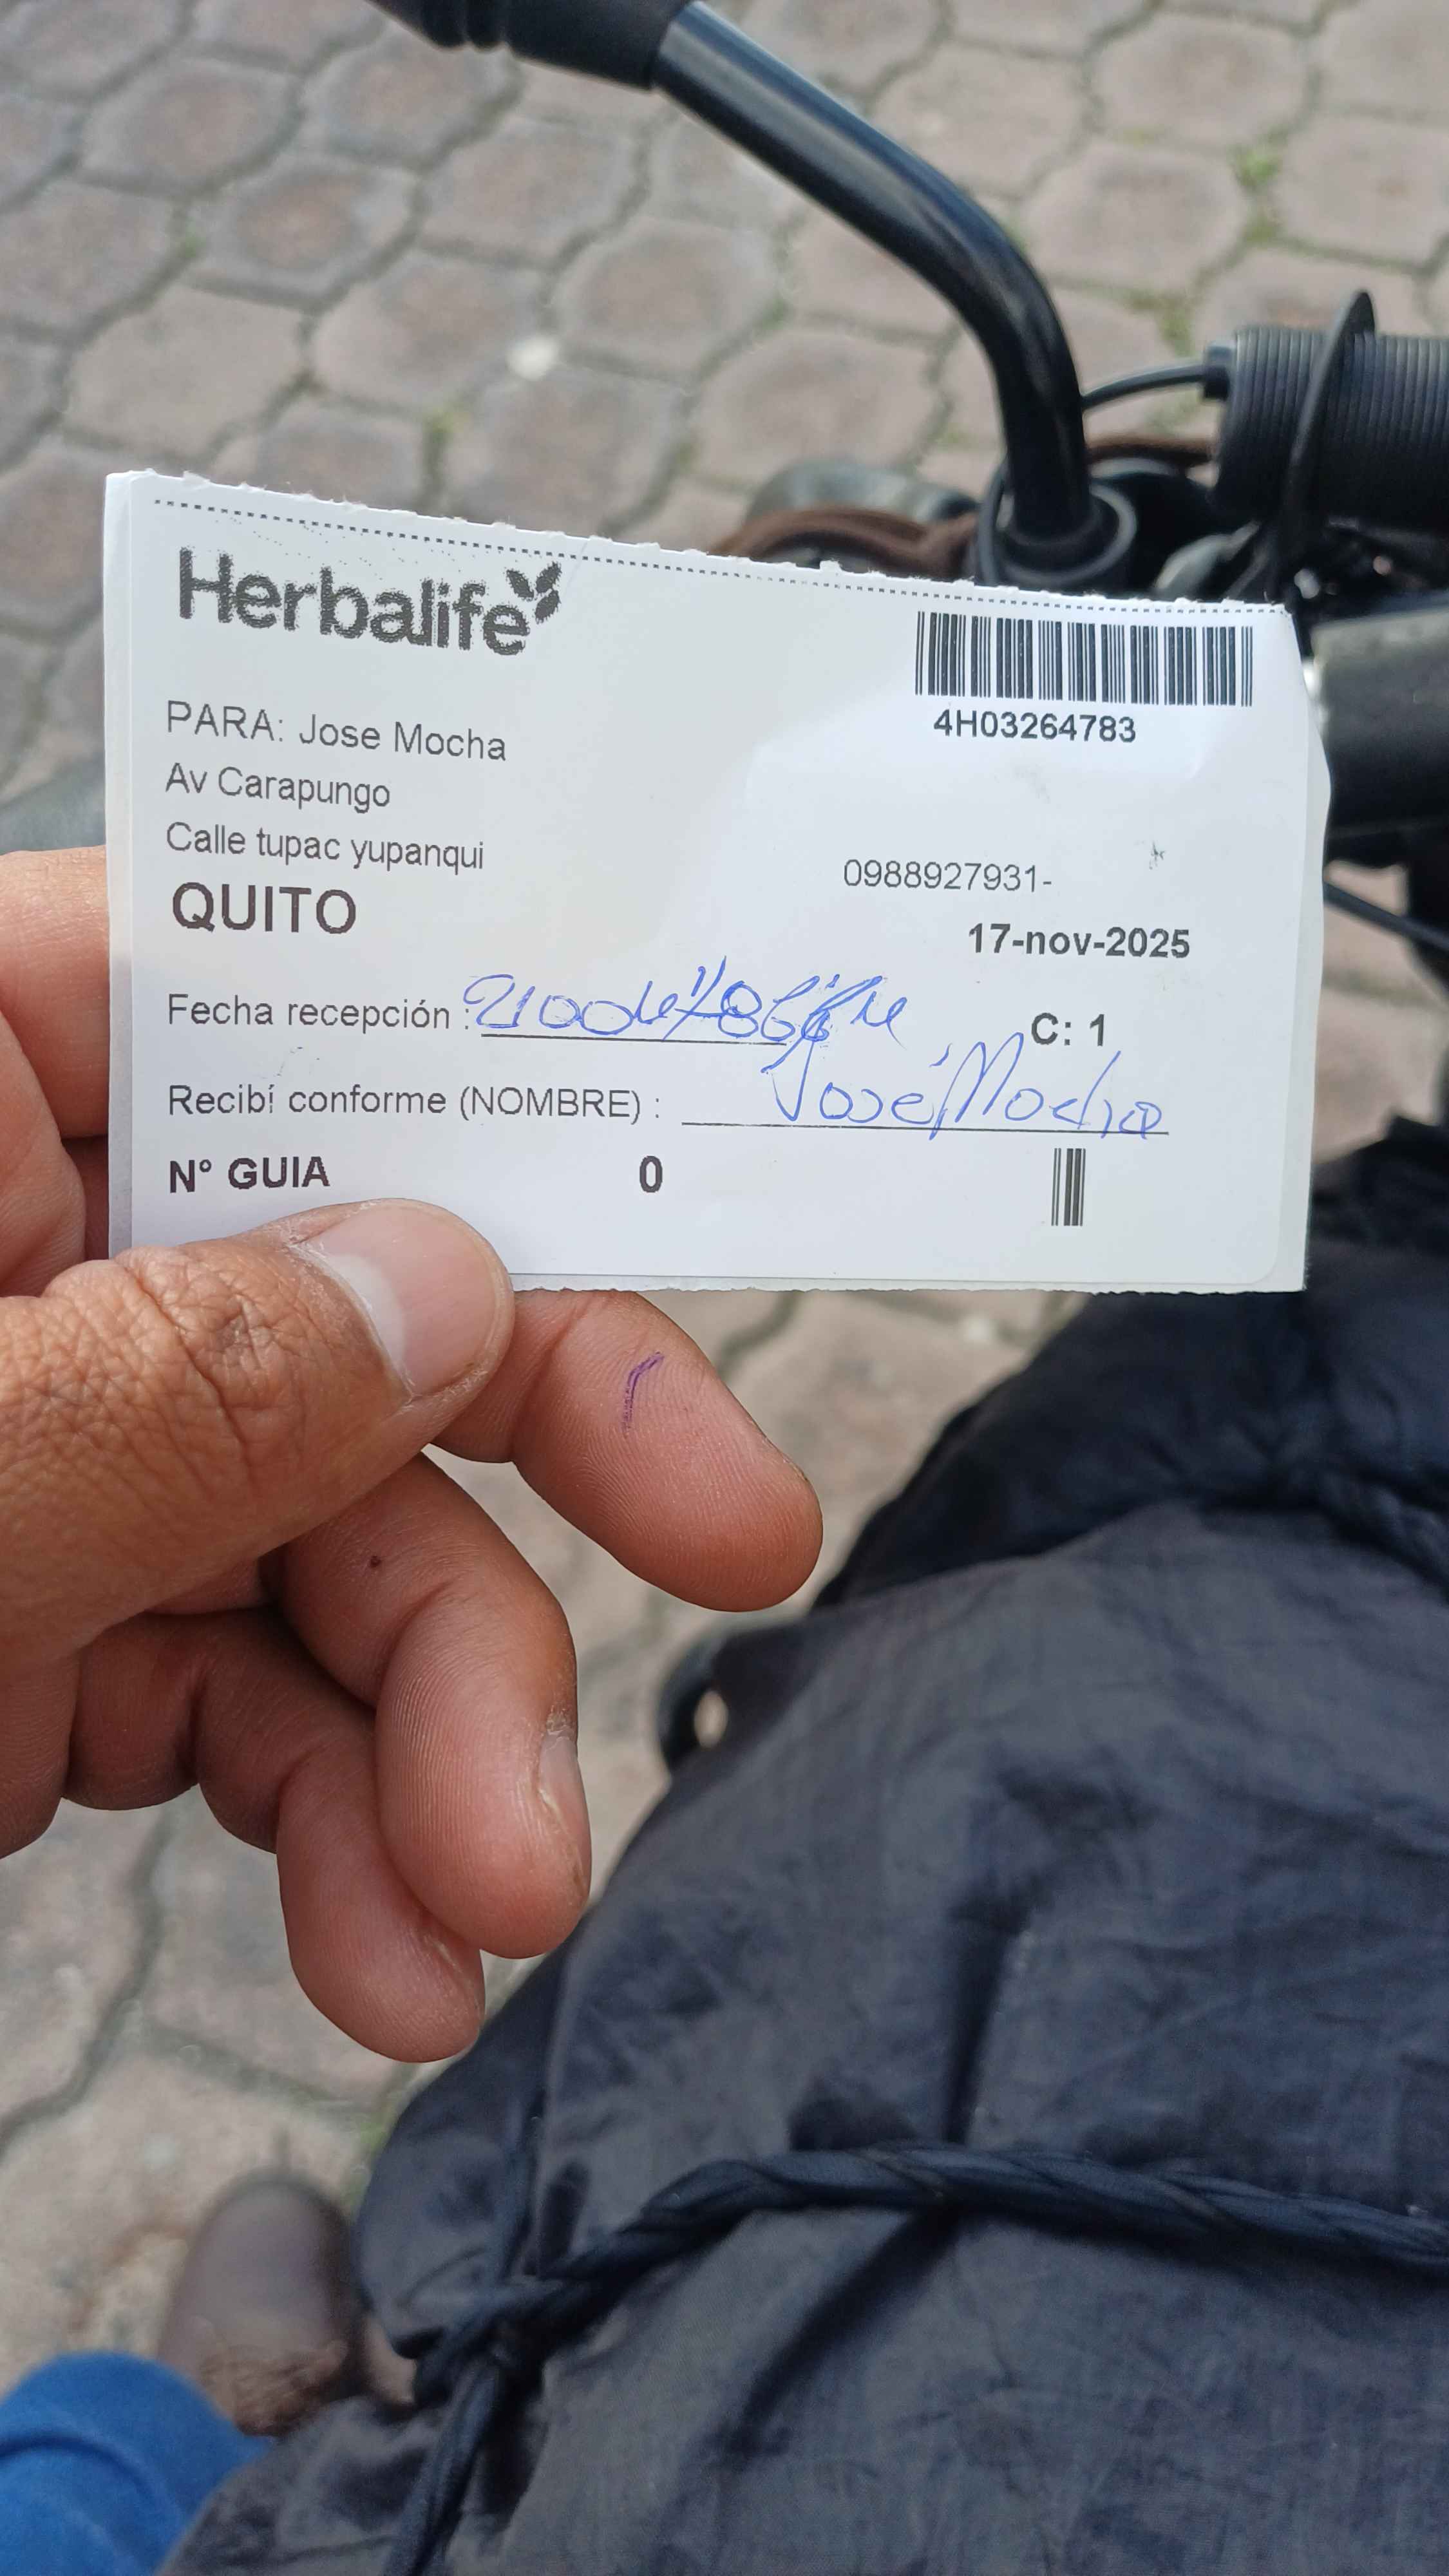 Herbalife
4H03264783
PARA: Jose Mocha
Av Carapungo
Calle tupac yupanqui
0988927931-
QUITO
17-nov-2025
Fecha recepción :
C: 1
Recibí conforme (NOMBRE) : José Mocha
N° GUIA 0